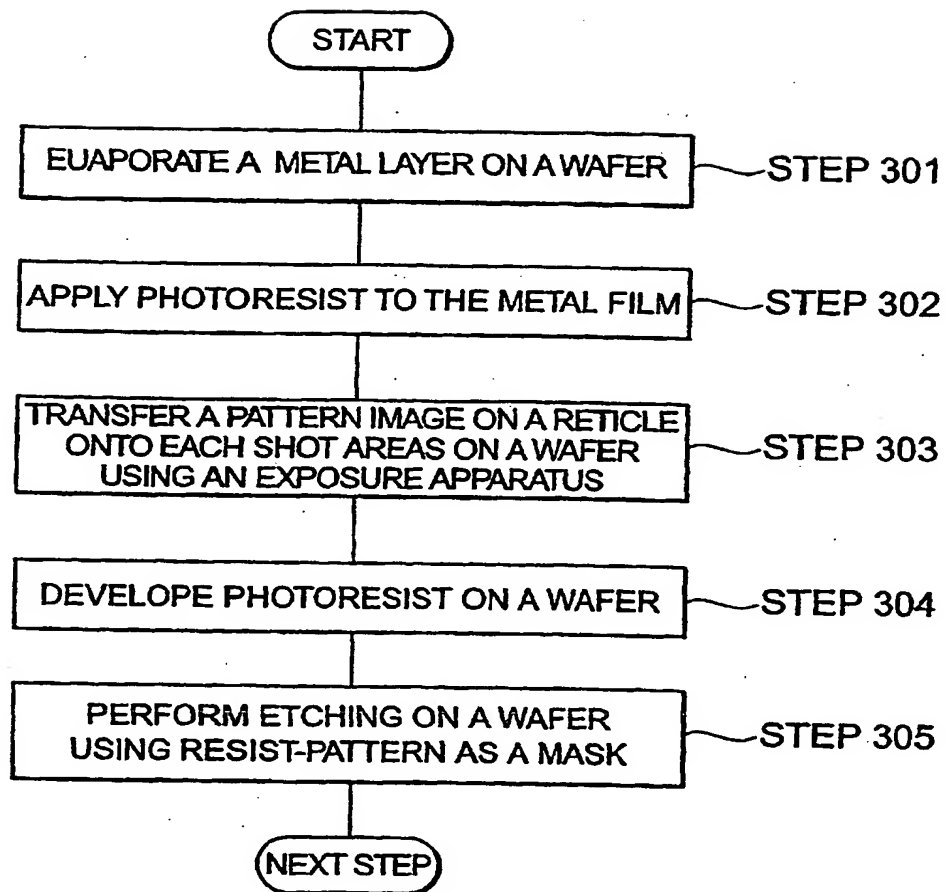 START
EUAPORATE A METAL LAYER ON A WAFER
STEP 301
APPLY PHOTORESIST TO THE METAL FILM
STEP 302
TRANSFER A PATTERN IMAGE ON A RETICLE
ONTO EACH SHOT AREAS ON A WAFER
USING AN EXPOSURE APPARATUS
STEP 303
DEVELOPE PHOTORESIST ON A WAFER
STEP 304
PERFORM ETCHING ON A WAFER
USING RESIST-PATTERN AS A MASK
STEP 305
NEXT STEP